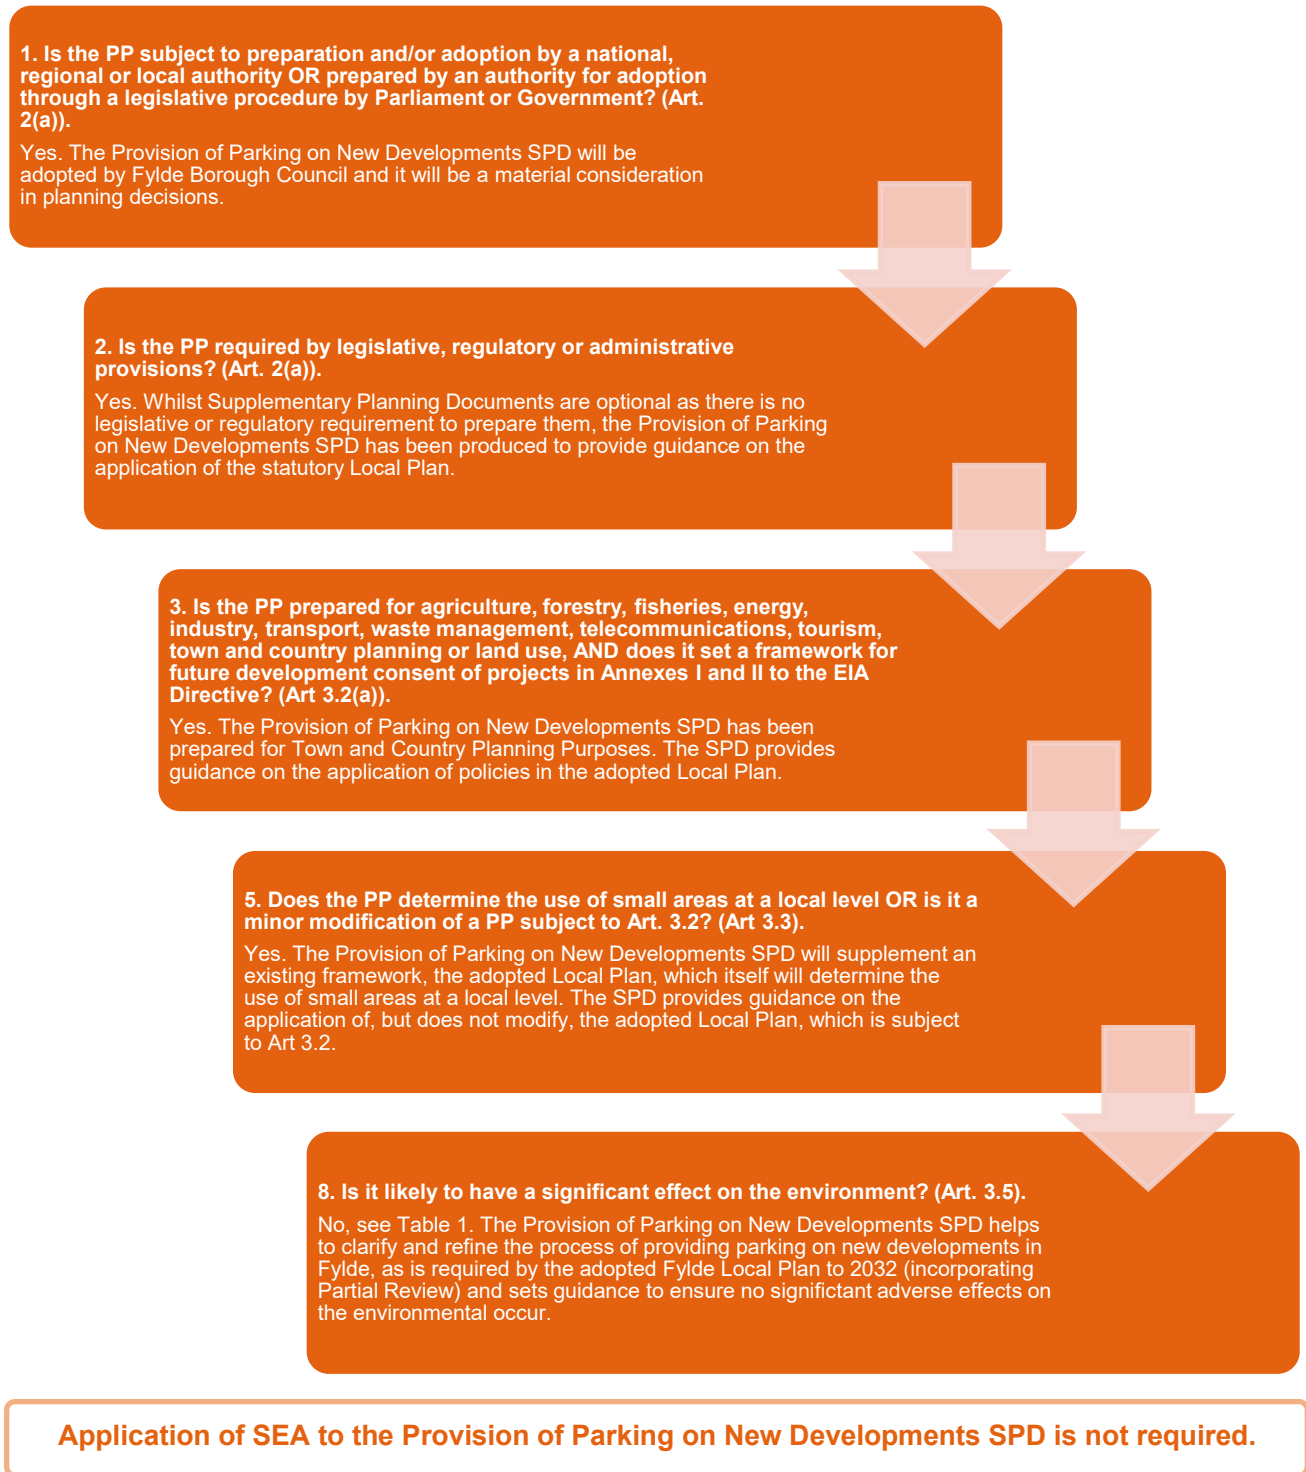 1. Is the PP subject to preparation and/or adoption by a national,
regional or local authority OR prepared by an authority for adoption
through a legislative procedure by Parliament or Government? (Art.
2(a)).
Yes. The Provision of Parking on New Developments SPD will be
adopted by Fylde Borough Council and it will be a material consideration
in planning decisions.
2. Is the PP required by legislative, regulatory or administrative
provisions? (Art. 2(a)).
Yes. Whilst Supplementary Planning Documents are optional as there is no
legislative or regulatory requirement to prepare them, the Provision of Parking
on New Developments SPD has been produced to provide guidance on the
application of the statutory Local Plan.
3. Is the PP prepared for agriculture, forestry, fisheries, energy,
industry, transport, waste management, telecommunications, tourism,
town and country planning or land use, AND does it set a framework for
future development consent of projects in Annexes I and II to the EIA
Directive? (Art 3.2(a)).
Yes. The Provision of Parking on New Developments SPD has been
prepared for Town and Country Planning Purposes. The SPD provides
guidance on the application of policies in the adopted Local Plan.
5. Does the PP determine the use of small areas at a local level OR is it a
minor modification of a PP subject to Art. 3.2? (Art 3.3).
Yes. The Provision of Parking on New Developments SPD will supplement an
existing framework, the adopted Local Plan, which itself will determine the
use of small areas at a local level. The SPD provides guidance on the
application of, but does not modify, the adopted Local Plan, which is subject
to Art 3.2.
8. Is it likely to have a significant effect on the environment? (Art. 3.5).
No, see Table 1. The Provision of Parking on New Developments SPD helps
to clarify and refine the process of providing parking on new developments in
Fylde, as is required by the adopted Fylde Local Plan to 2032 (incorporating
Partial Review) and sets guidance to ensure no significtant adverse effects on
the environmental occur.
Application of SEA to the Provision of Parking on New Developments SPD is not required.